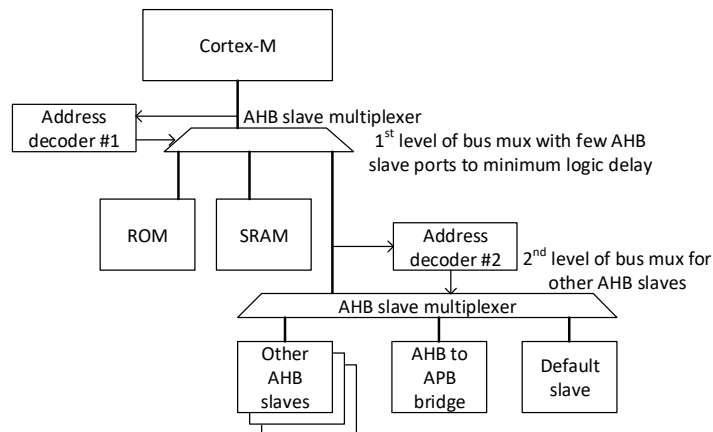 Cortex-M
Address
decoder #1
AHB slave multiplexer
1st level of bus mux with few AHB
slave ports to minimum logic delay
ROM
SRAM
Address
decoder #2
2nd level of bus mux for
other AHB slaves
AHB slave multiplexer
Other
AHB
slaves
AHB to
APB
bridge
Default
slave